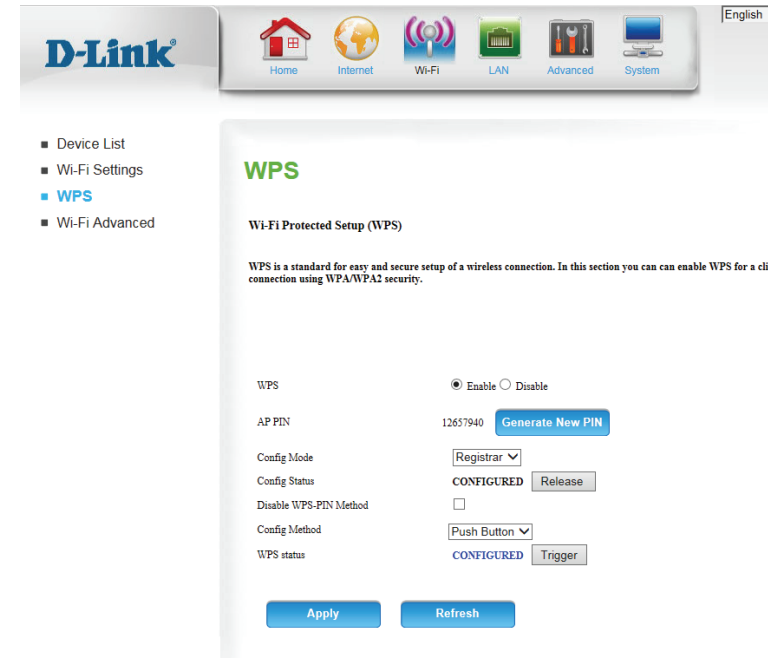 English
D-Link®
Home Internet Wi-Fi LAN Advanced System
Device List
Wi-Fi Settings
WPS
Wi-Fi Advanced
WPS
Wi-Fi Protected Setup (WPS)
WPS is a standard for easy and secure setup of a wireless connection. In this section you can can enable WPS for a cli
connection using WPA/WPA2 security.
WPS Enable Disable
AP PIN 12657940 Generate New PIN
Config Mode Registrar
Config Status CONFIGURED Release
Disable WPS-PIN Method
Config Method Push Button
WPS status CONFIGURED Trigger
Apply Refresh